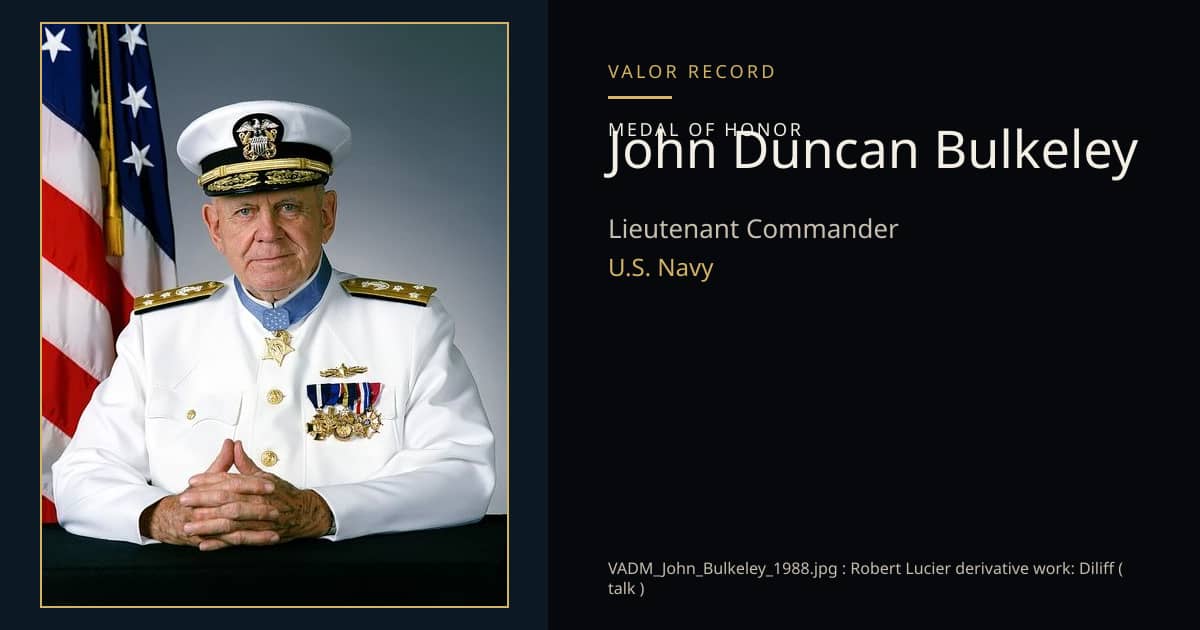 VALOR RECORD
MEDAL OF HONOR
John Duncan Bulkeley
Lieutenant Commander
U.S. Navy
VADM_John_Bulkeley_1988.jpg : Robert Lucier derivative work: Diliff (
talk )